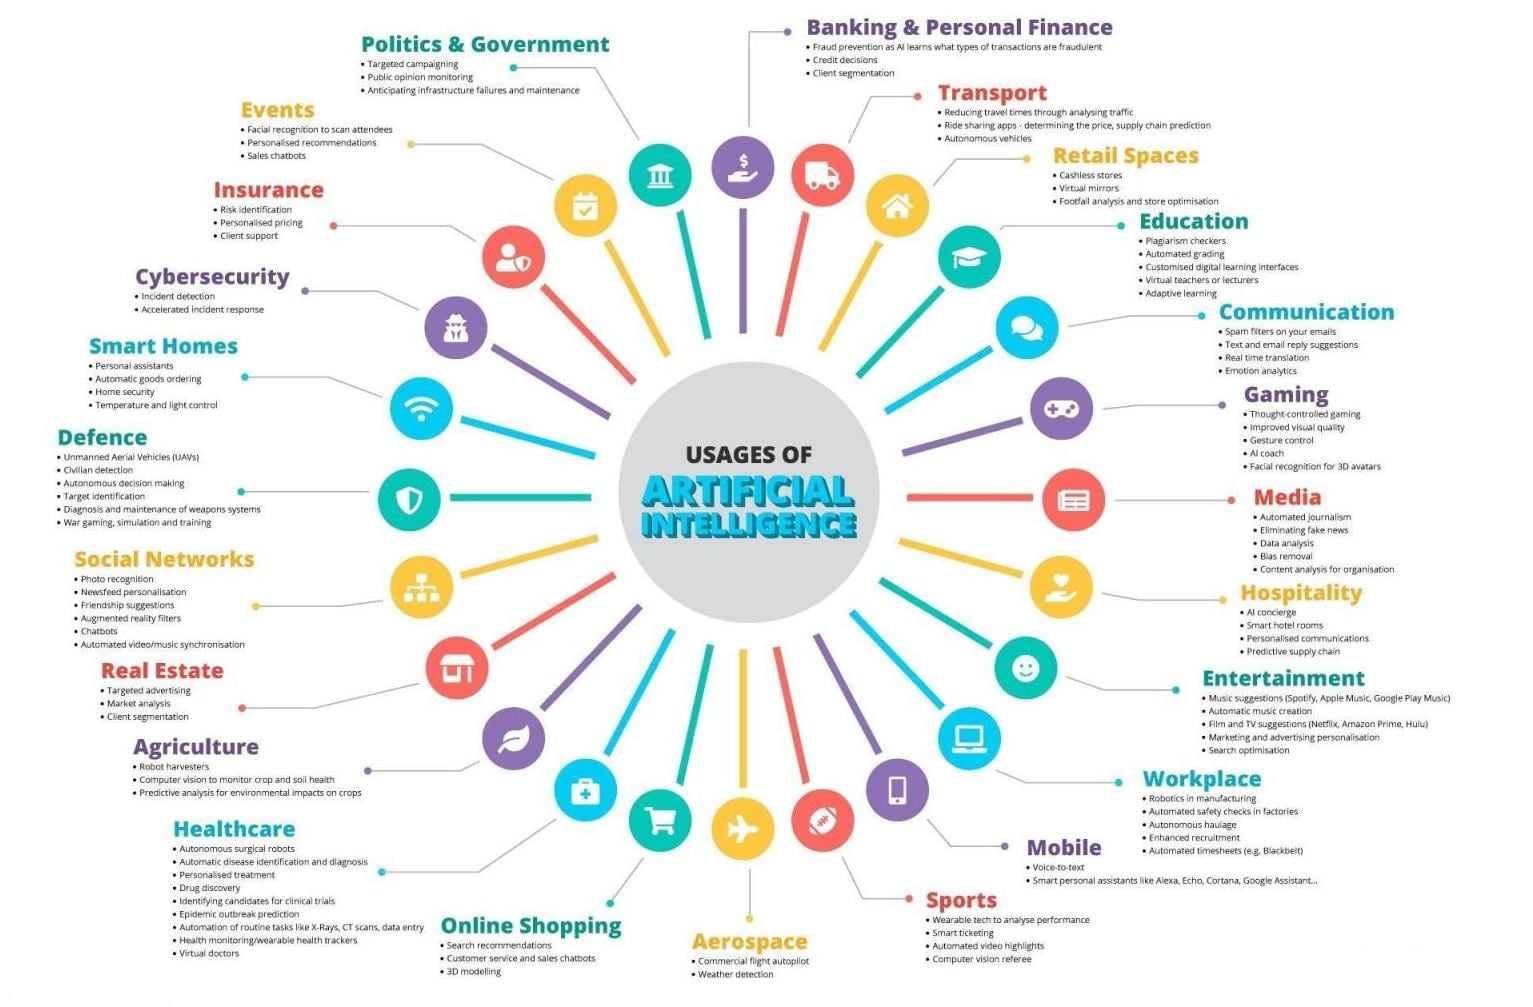 USAGES OF
ARTIFICIAL
INTELLIGENCE
Banking & Personal Finance
• Fraud prevention as AI learns what types of transactions are fraudulent
• Credit decisions
• Client segmentation
Transport
• Reducing travel times through analysing traffic
• Ride sharing apps - determining the price, supply chain prediction
• Autonomous vehicles
Retail Spaces
• Cashless stores
• Virtual mirrors
• Footfall analysis and store optimisation
Education
• Plagiarism checkers
• Automated grading
• Customised digital learning interfaces
• Virtual teachers or lecturers
• Adaptive learning
Communication
• Spam filters on your emails
• Text and email reply suggestions
• Real time translation
• Emotion analytics
Gaming
• Thought-controlled gaming
• Improved visual quality
• Gesture control
• AI coach
• Facial recognition for 3D avatars
Media
• Automated journalism
• Eliminating fake news
• Data analysis
• Bias removal
• Content analysis for organisation
Hospitality
• AI concierge
• Smart hotel rooms
• Personalised communications
• Predictive supply chain
Entertainment
• Music suggestions (Spotify, Apple Music, Google Play Music)
• Automatic music creation
• Film and TV suggestions (Netflix, Amazon Prime, Hulu)
• Marketing and advertising personalisation
• Search optimisation
Workplace
• Robotics in manufacturing
• Automated safety checks in factories
• Autonomous haulage
• Enhanced recruitment
• Automated timesheets (e.g. Blackbelt)
Mobile
• Voice-to-text
• Smart personal assistants like Alexa, Echo, Cortana, Google Assistant...
Sports
• Wearable tech to analyse performance
• Smart ticketing
• Automated video highlights
• Computer vision referee
Aerospace
• Commercial flight autopilot
• Weather detection
Online Shopping
• Search recommendations
• Customer service and sales chatbots
• 3D modelling
Healthcare
• Autonomous surgical robots
• Automatic disease identification and diagnosis
• Personalised treatment
• Drug discovery
• Identifying candidates for clinical trials
• Epidemic outbreak prediction
• Automation of routine tasks like X-Rays, CT scans, data entry
• Health monitoring/wearable health trackers
• Virtual doctors
Agriculture
• Robot harvesters
• Computer vision to monitor crop and soil health
• Predictive analysis for environmental impacts on crops
Real Estate
• Targeted advertising
• Market analysis
• Client segmentation
Social Networks
• Photo recognition
• Newsfeed personalisation
• Friendship suggestions
• Augmented reality filters
• Chatbots
• Automated video/music synchronisation
Defence
• Unmanned Aerial Vehicles (UAVs)
• Civilian detection
• Autonomous decision making
• Target identification
• Diagnosis and maintenance of weapons systems
• War gaming, simulation and training
Smart Homes
• Personal assistants
• Automatic goods ordering
• Home security
• Temperature and light control
Cybersecurity
• Incident detection
• Accelerated incident response
Insurance
• Risk identification
• Personalised pricing
• Client support
Events
• Facial recognition to scan attendees
• Personalised recommendations
• Sales chatbots
Politics & Government
• Targeted campaigning
• Public opinion monitoring
• Anticipating infrastructure failures and maintenance
$